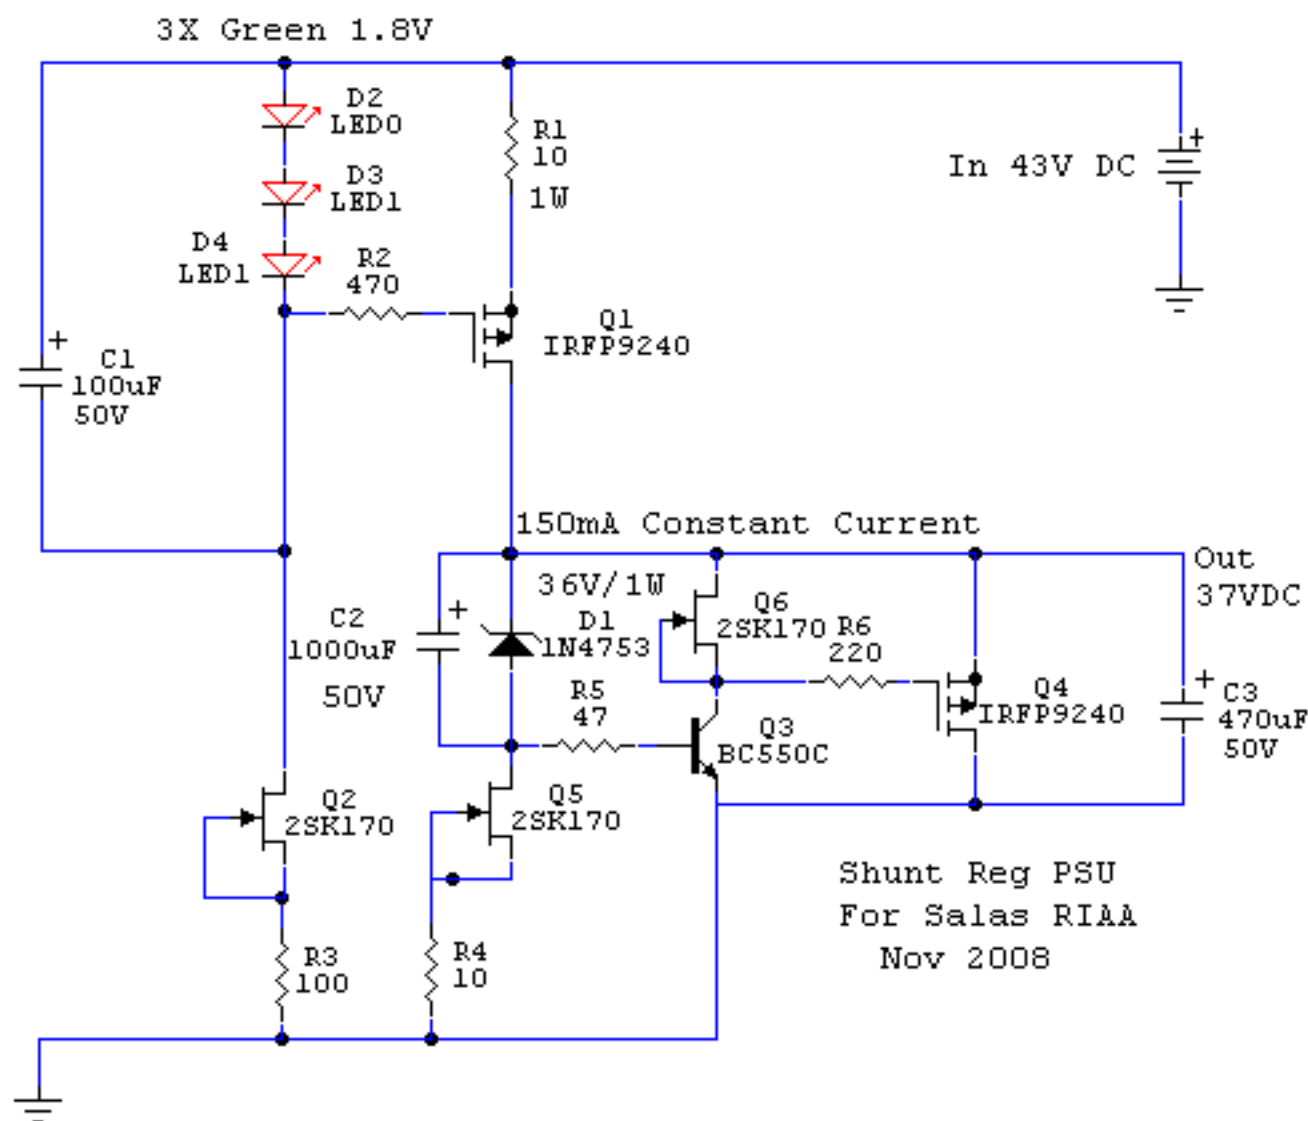 3X Green 1.8V
D2
LED0
R1
10
1W
D3
LED1
In 43V DC
+
D4
LED1
R2
470
Q1
IRFP9240
+
C1
100uF
50V
150mA Constant Current
Out
37VDC
36V/1W
C2
1000uF
50V
+
D1
1N4753
Q6
2SK170
R6
220
R5
47
Q4
IRFP9240
+
C3
470uF
50V
Q3
BC550C
Q2
2SK170
Q5
2SK170
Shunt Reg PSU
For Salas RIAA
Nov 2008
R3
100
R4
10